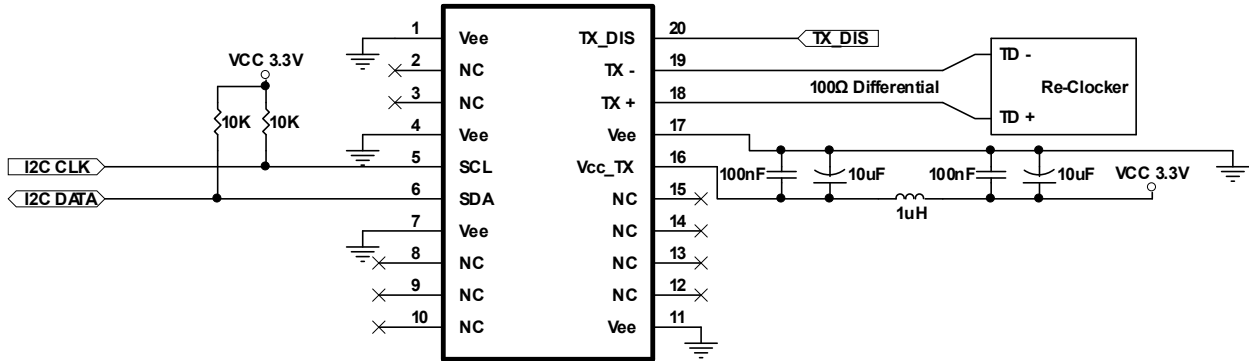 1 Vee TX_DIS 20 TX_DIS
VCC 3.3V 2 NC TX - 19 TD -
100Ω Differential Re-Clocker
10K 10K 3 NC TX + 18 TD +
4 Vee Vee 17
I2C CLK 5 SCL Vcc_TX 16 100nF 10uF 100nF 10uF VCC 3.3V
I2C DATA 6 SDA NC 15
1uH
7 Vee NC 14
8 NC NC 13
9 NC NC 12
10 NC Vee 11